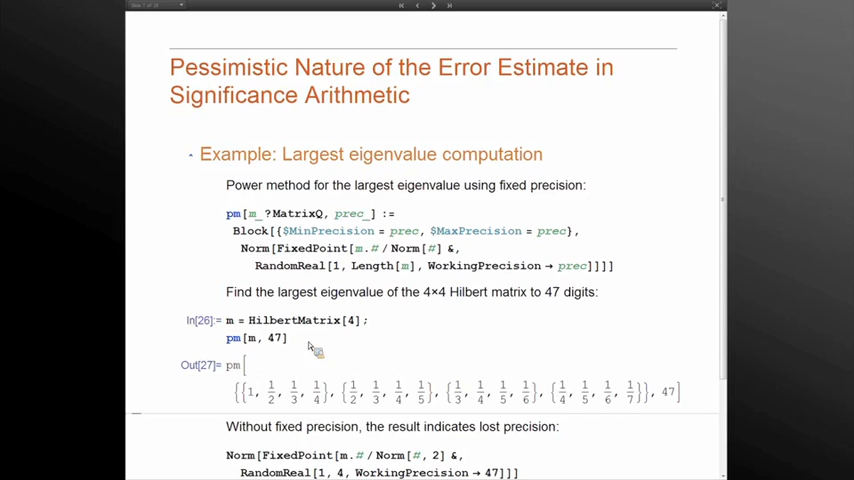 Pessimistic Nature of the Error Estimate in
Significance Arithmetic
Example: Largest eigenvalue computation
Power method for the largest eigenvalue using fixed precision:
pm[m_?MatrixQ, prec_] :=
Block[{$MinPrecision = prec, $MaxPrecision = prec},
Norm[FixedPoint[m.# / Norm[#] &,
RandomReal[1, Length[m], WorkingPrecision → prec]]]]
Find the largest eigenvalue of the 4×4 Hilbert matrix to 47 digits:
In[26]:= m = HilbertMatrix[4];
pm[m, 47]
Out[27]= pm[
{{1, 1/2, 1/3, 1/4}, {1/2, 1/3, 1/4, 1/5}, {1/3, 1/4, 1/5, 1/6}, {1/4, 1/5, 1/6, 1/7}}, 47]
Without fixed precision, the result indicates lost precision:
Norm[FixedPoint[m.# / Norm[#, 2] &,
RandomReal[1, 4, WorkingPrecision → 47]]]